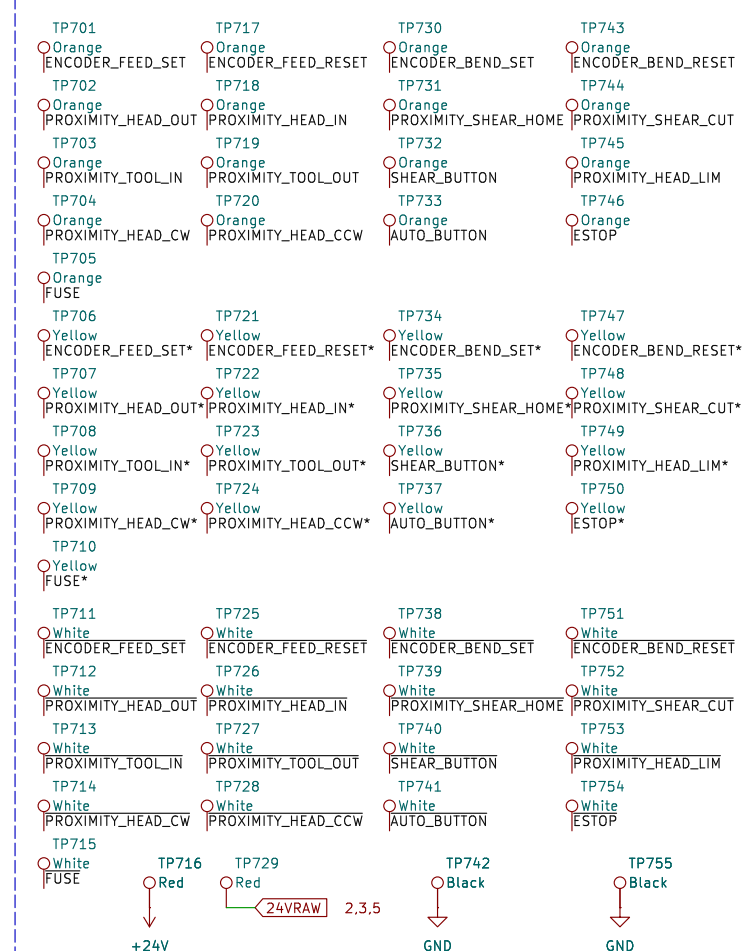 TP701 TP717 TP730 TP743
Orange Orange Orange Orange
ENCODER_FEED_SET ENCODER_FEED_RESET ENCODER_BEND_SET ENCODER_BEND_RESET
TP702 TP718 TP731 TP744
Orange Orange Orange Orange
PROXIMITY_HEAD_OUT PROXIMITY_HEAD_IN PROXIMITY_SHEAR_HOME PROXIMITY_SHEAR_CUT
TP703 TP719 TP732 TP745
Orange Orange Orange Orange
PROXIMITY_TOOL_IN PROXIMITY_TOOL_OUT SHEAR_BUTTON PROXIMITY_HEAD_LIM
TP704 TP720 TP733 TP746
Orange Orange Orange Orange
PROXIMITY_HEAD_CW PROXIMITY_HEAD_CCW AUTO_BUTTON ESTOP
TP705
Orange
FUSE
TP706 TP721 TP734 TP747
Yellow Yellow Yellow Yellow
ENCODER_FEED_SET* ENCODER_FEED_RESET* ENCODER_BEND_SET* ENCODER_BEND_RESET*
TP707 TP722 TP735 TP748
Yellow Yellow Yellow Yellow
PROXIMITY_HEAD_OUT* PROXIMITY_HEAD_IN* PROXIMITY_SHEAR_HOME* PROXIMITY_SHEAR_CUT*
TP708 TP723 TP736 TP749
Yellow Yellow Yellow Yellow
PROXIMITY_TOOL_IN* PROXIMITY_TOOL_OUT* SHEAR_BUTTON* PROXIMITY_HEAD_LIM*
TP709 TP724 TP737 TP750
Yellow Yellow Yellow Yellow
PROXIMITY_HEAD_CW* PROXIMITY_HEAD_CCW* AUTO_BUTTON* ESTOP*
TP710
Yellow
FUSE*
TP711 TP725 TP738 TP751
White White White White
ENCODER_FEED_SET ENCODER_FEED_RESET ENCODER_BEND_SET ENCODER_BEND_RESET
TP712 TP726 TP739 TP752
White White White White
PROXIMITY_HEAD_OUT PROXIMITY_HEAD_IN PROXIMITY_SHEAR_HOME PROXIMITY_SHEAR_CUT
TP713 TP727 TP740 TP753
White White White White
PROXIMITY_TOOL_IN PROXIMITY_TOOL_OUT SHEAR_BUTTON PROXIMITY_HEAD_LIM
TP714 TP728 TP741 TP754
White White White White
PROXIMITY_HEAD_CW PROXIMITY_HEAD_CCW AUTO_BUTTON ESTOP
TP715
White
FUSE
TP716 TP729 TP742 TP755
Red Red Black Black
24VRAW 2,3,5
+24V GND GND